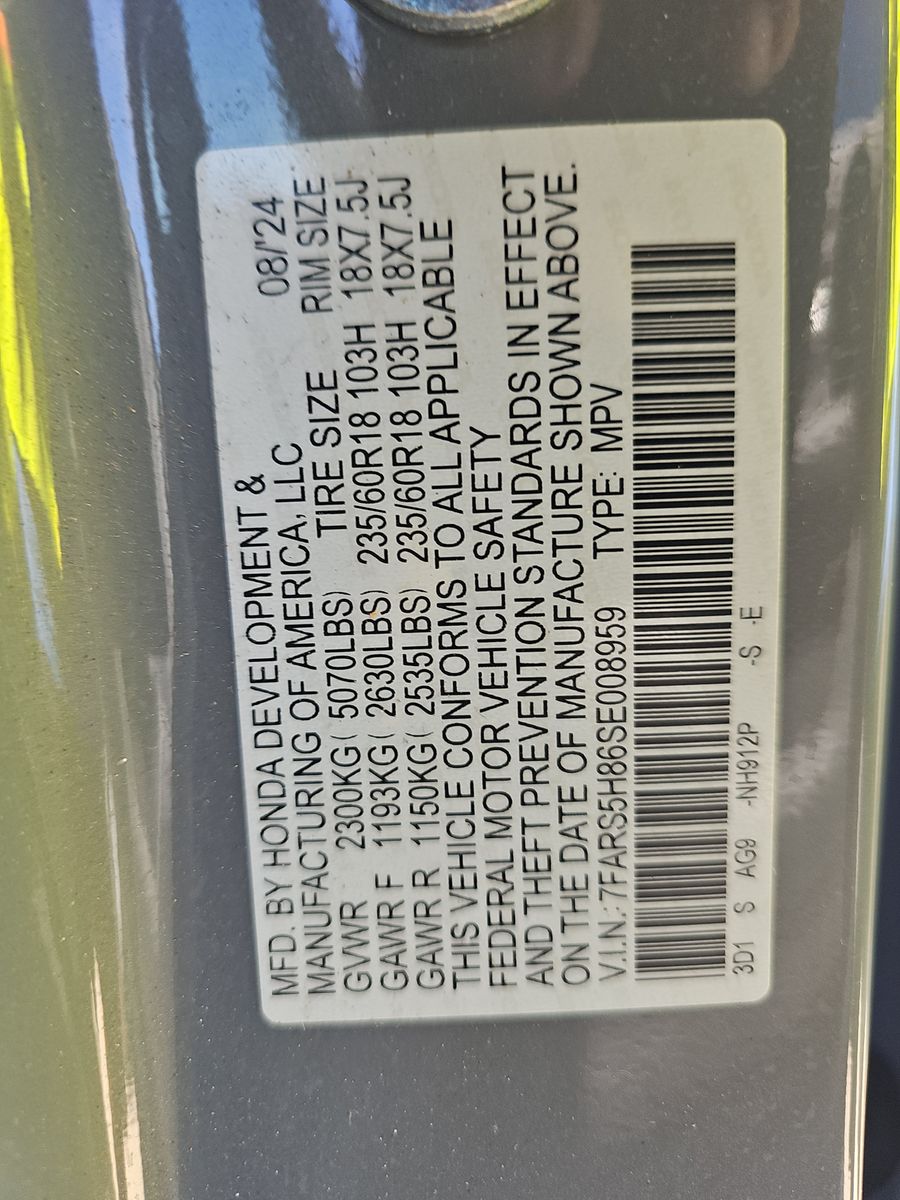 MFD. BY HONDA DEVELOPMENT & 08/'24
MANUFACTURING OF AMERICA, LLC RIM SIZE
TIRE SIZE
GVWR 2300KG ( 5070LBS) 235/60R18 103H 18X7.5J
GAWR F 1193KG ( 2630LBS) 235/60R18 103H 18X7.5J
GAWR R 1150KG ( 2535LBS)
THIS VEHICLE CONFORMS TO ALL APPLICABLE
FEDERAL MOTOR VEHICLE SAFETY
AND THEFT PREVENTION STANDARDS IN EFFECT
ON THE DATE OF MANUFACTURE SHOWN ABOVE.
V.I.N.: 7FARS5H86SE008959 TYPE: MPV
3D1 S AG9 -NH912P -S -E